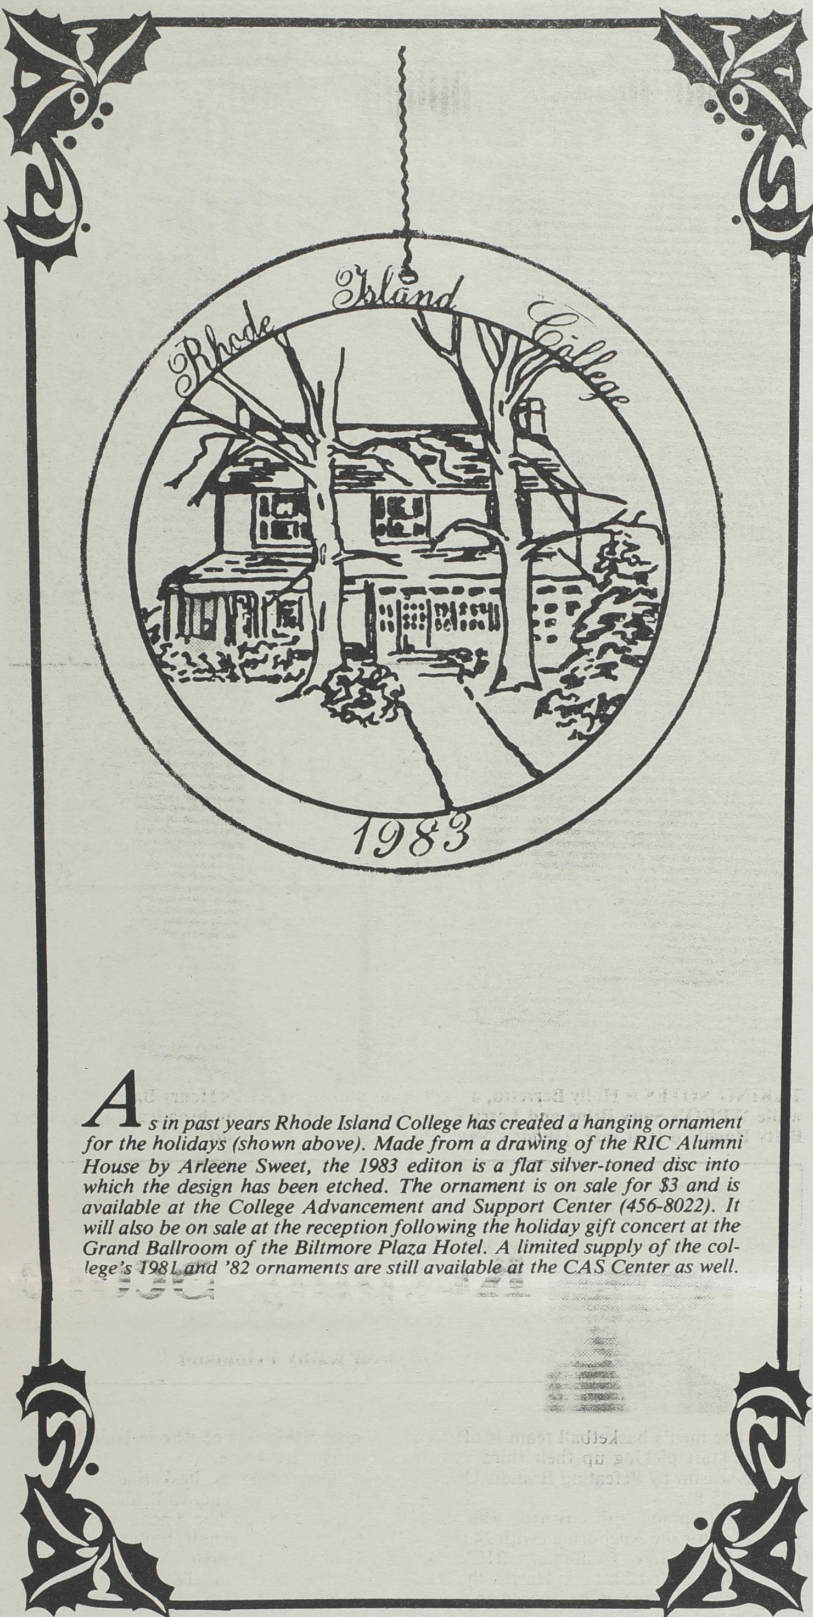 Rhode Island College
1983
As in past years Rhode Island College has created a hanging ornament
for the holidays (shown above). Made from a drawing of the RIC Alumni
House by Arleene Sweet, the 1983 editon is a flat silver-toned disc into
which the design has been etched. The ornament is on sale for $3 and is
available at the College Advancement and Support Center (456-8022). It
will also be on sale at the reception following the holiday gift concert at the
Grand Ballroom of the Biltmore Plaza Hotel. A limited supply of the col-
lege's 1981 and '82 ornaments are still available at the CAS Center as well.